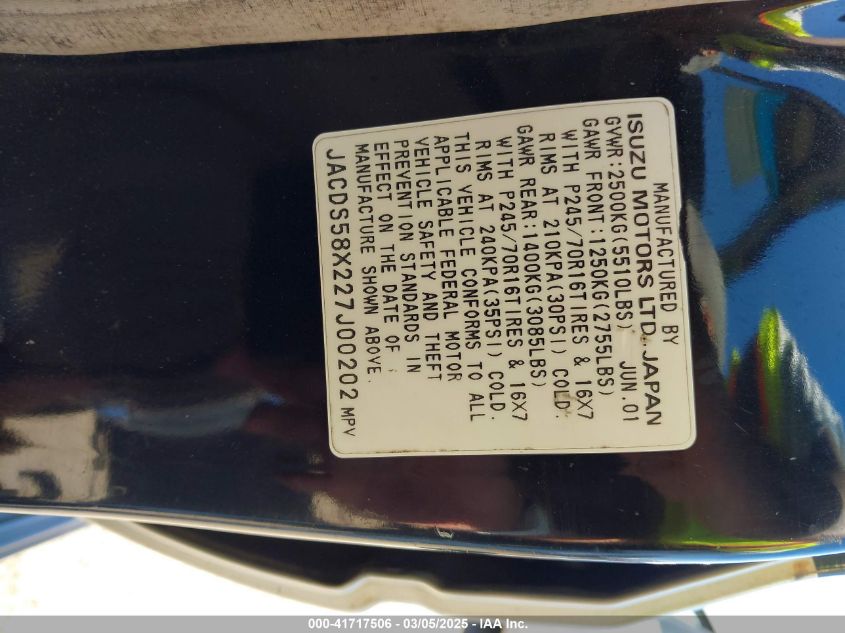 MANUFACTURED BY
ISUZU MOTORS LTD. JAPAN
GVWR:2500KG(5510LBS) JUN.01
GAWR FRONT:1250KG(2755LBS)
WITH P245/70R16TIRES & 16X7
RIMS AT 210KPA(30PSI) COLD.
GAWR REAR:1400KG(3085LBS)
WITH P245/70R16TIRES & 16X7
RIMS AT 240KPA(35PSI) COLD.
THIS VEHICLE CONFORMS TO ALL
APPLICABLE FEDERAL MOTOR
VEHICLE SAFETY AND THEFT
PREVENTION STANDARDS IN
EFFECT ON THE DATE OF
MANUFACTURE SHOWN ABOVE.
JACDS58X227J00202 MPV
000-41717506 - 03/05/2025 - IAA Inc.